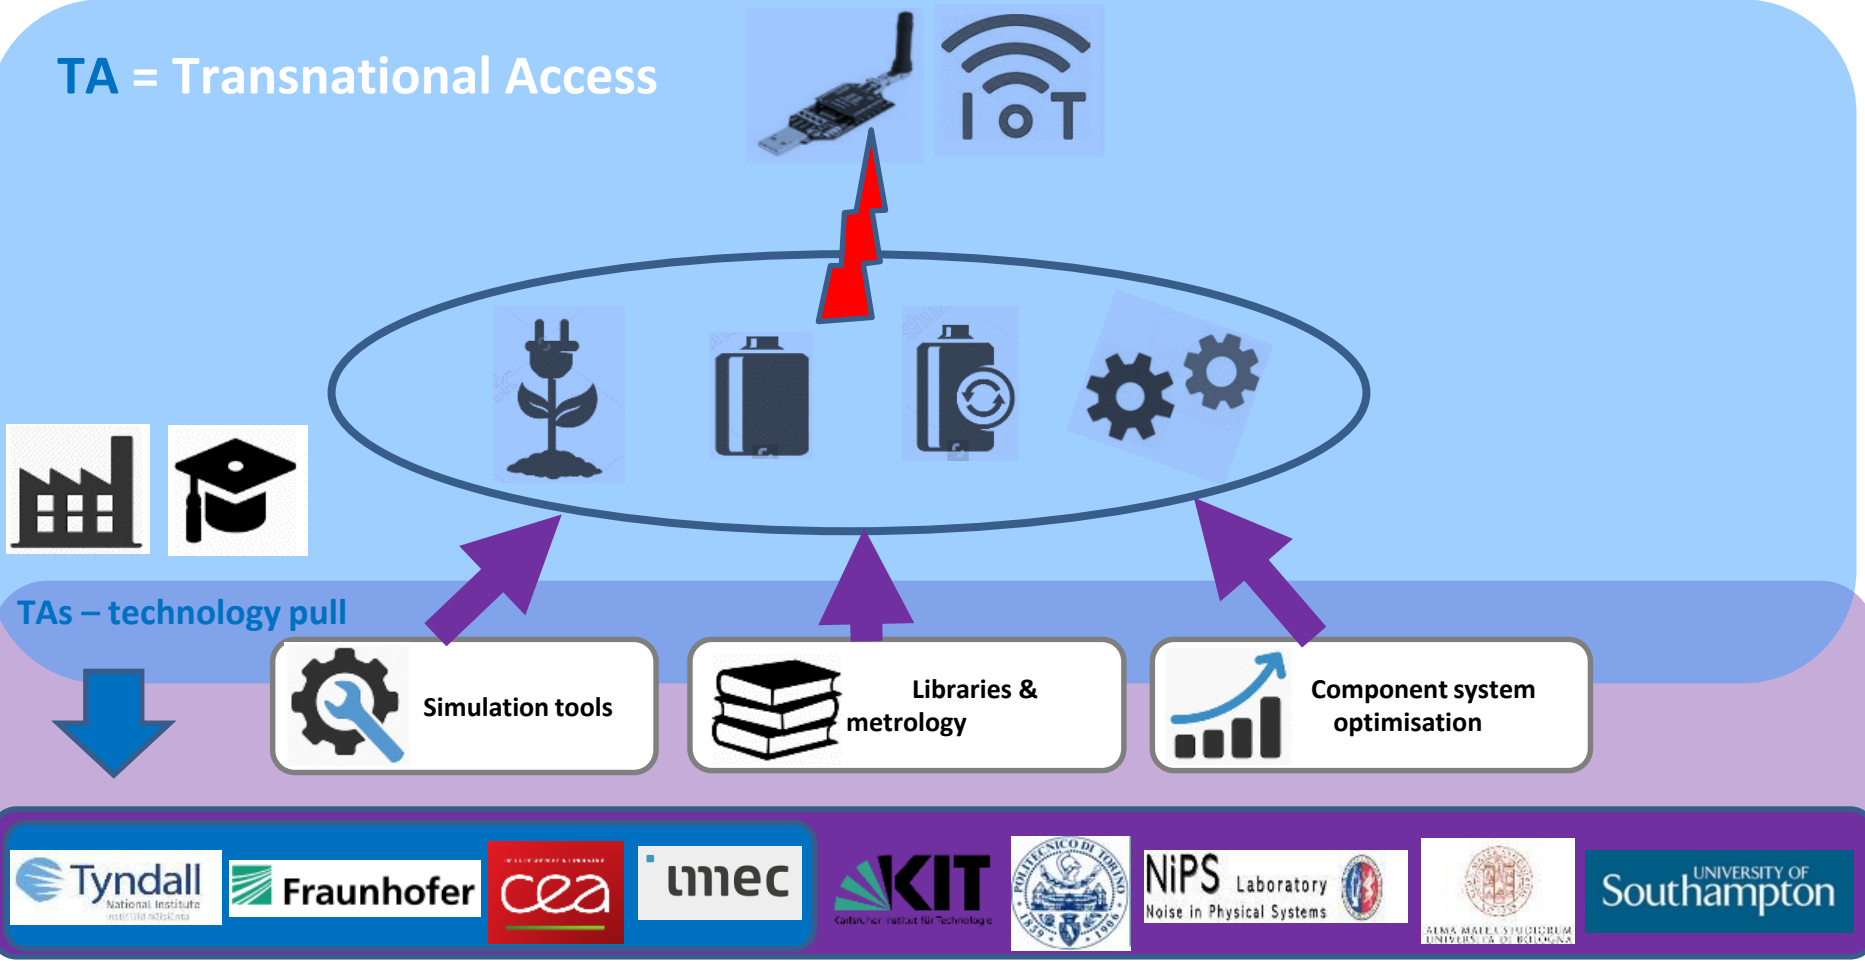 TA = Transnational Access
IoT
TAs – technology pull
Simulation tools
Libraries &
metrology
Component system
optimisation
Tyndall
National Institute
Fraunhofer
cea
imec
KIT
Karlsruher Institut für Technologie
POLITECNICO DI TORINO
1859 • 1906
NiPS Laboratory
Noise in Physical Systems
ALMA MATER STUDIORUM
UNIVERSITÀ DI BOLOGNA
UNIVERSITY OF
Southampton